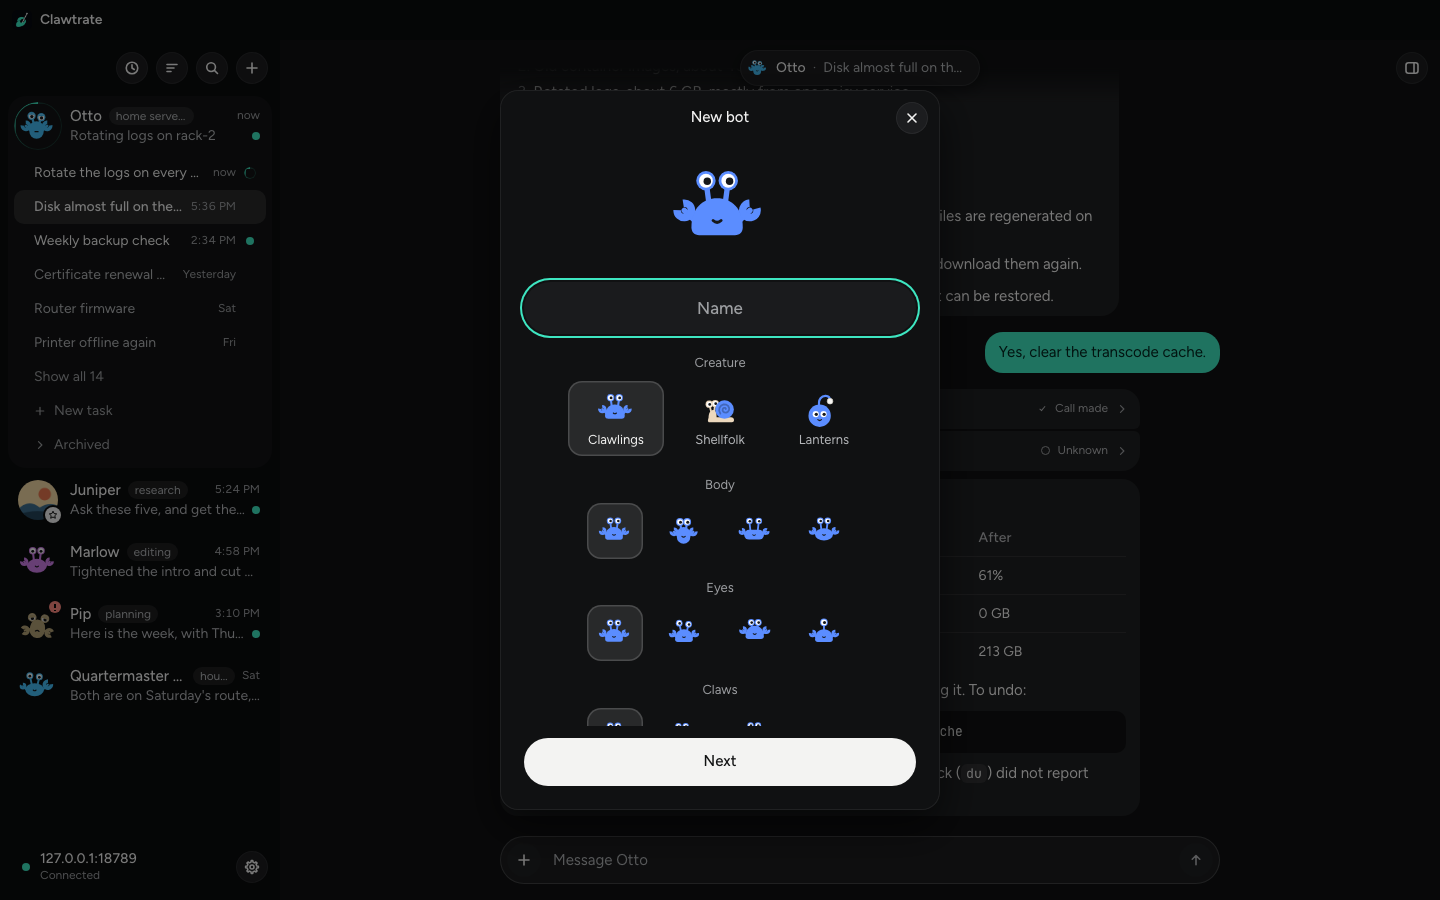 Clawtrate
Otto home serve... now
Rotating logs on rack-2
Rotate the logs on every ... now
Disk almost full on the... 5:36 PM
Weekly backup check 2:34 PM
Certificate renewal ... Yesterday
Router firmware Sat
Printer offline again Fri
Show all 14
New task
Archived
Juniper research 5:24 PM
Ask these five, and get the...
Marlow editing 4:58 PM
Tightened the intro and cut ...
Pip planning 3:10 PM
Here is the week, with Thu...
Quartermaster ... hou... Sat
Both are on Saturday's route,...
127.0.0.1:18789
Connected
Otto · Disk almost full on th...
New bot
Name
Creature
Clawlings Shellfolk Lanterns
Body
Eyes
Claws
Next
iles are regenerated on
download them again.
can be restored.
Yes, clear the transcode cache.
Call made
Unknown
After
61%
0 GB
213 GB
g it. To undo:
che
ck (du) did not report
Message Otto